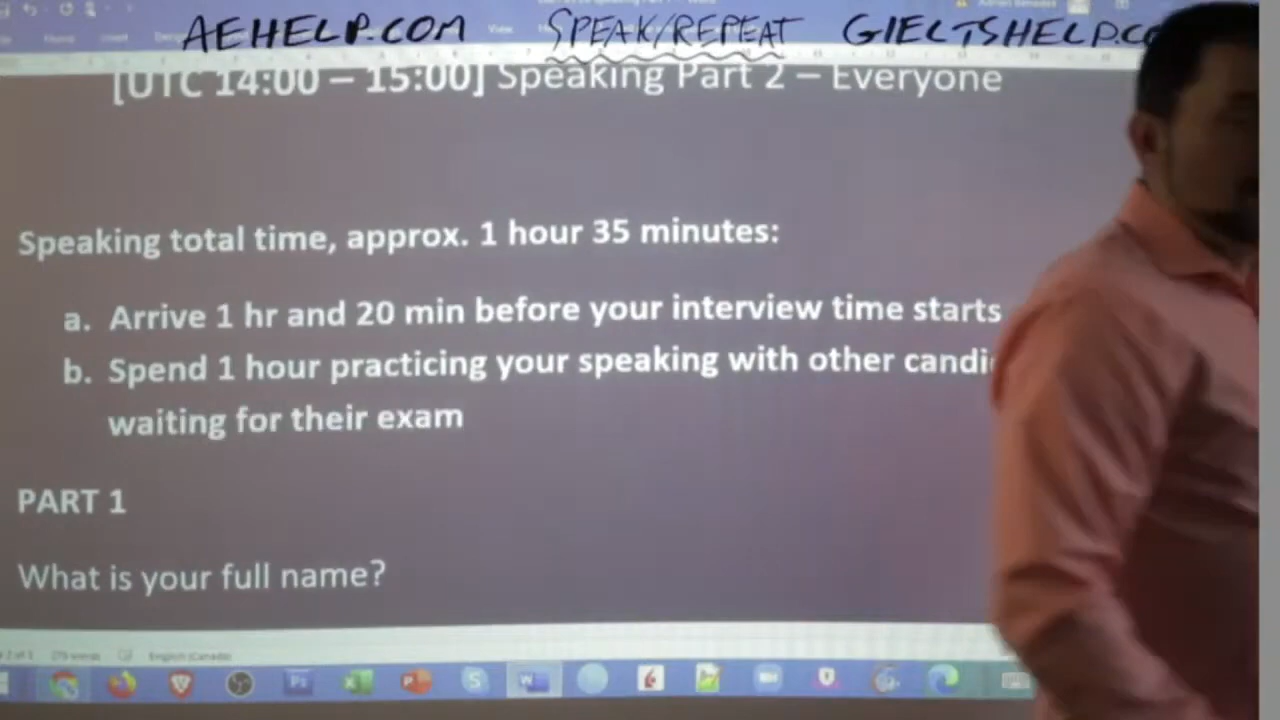 AEHELP.COM SPEAK/REPEAT GIELTSHELP.CO
[UTC 14:00 – 15:00] Speaking Part 2 – Everyone
Speaking total time, approx. 1 hour 35 minutes:
a. Arrive 1 hr and 20 min before your interview time starts
b. Spend 1 hour practicing your speaking with other candi
waiting for their exam
PART 1
What is your full name?
English (Canada)